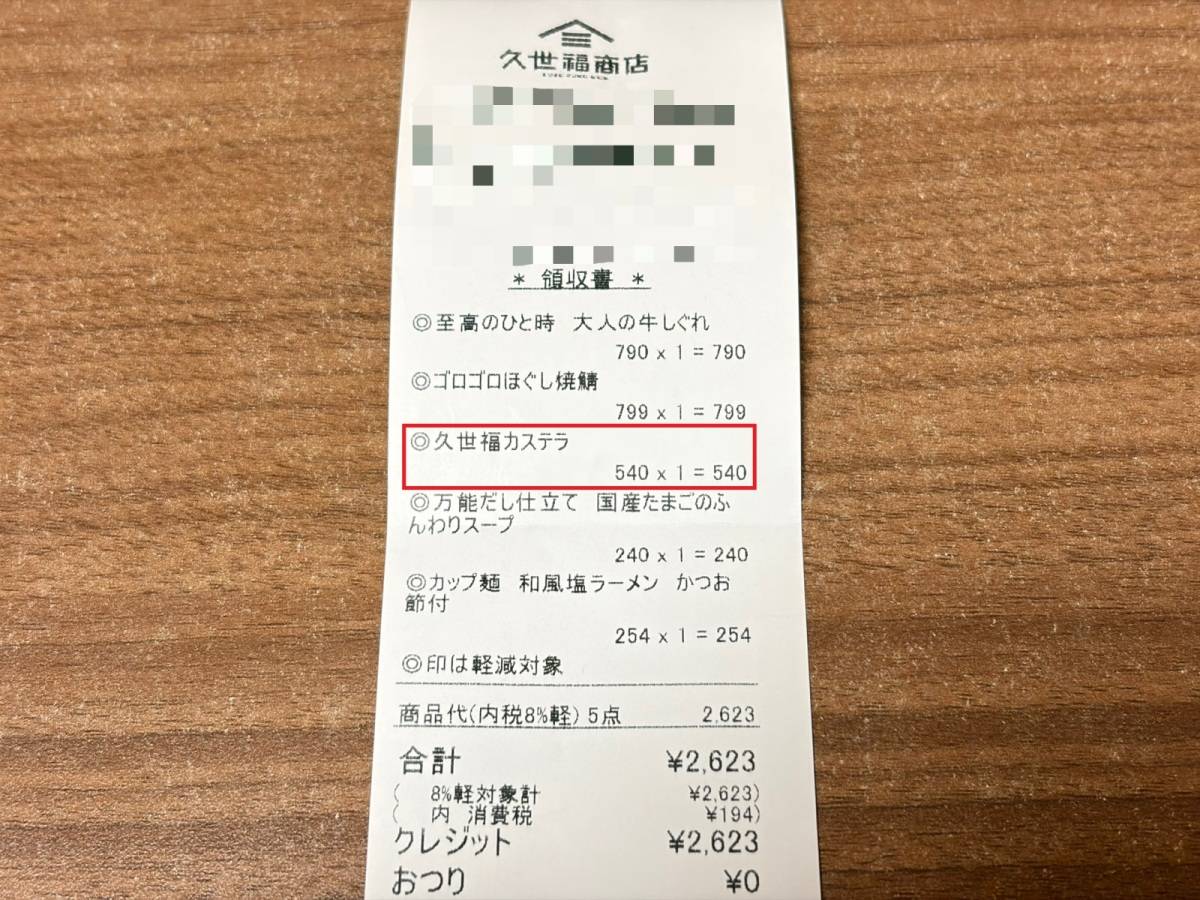 久世福商店
* 領収書 *
◎至高のひと時 大人の牛しぐれ
790 x 1 = 790
◎ゴロゴロほぐし焼鯖
799 x 1 = 799
◎久世福カステラ
540 x 1 = 540
◎万能だし仕立て 国産たまごのふ
んわりスープ
240 x 1 = 240
◎カップ麺 和風塩ラーメン かつお
節付
254 x 1 = 254
◎印は軽減対象
商品代(内税8%軽) 5点 2,623
合計 ¥2,623
( 8%軽対象計 ¥2,623)
( 内 消費税 ¥194)
クレジット ¥2,623
おつり ¥0